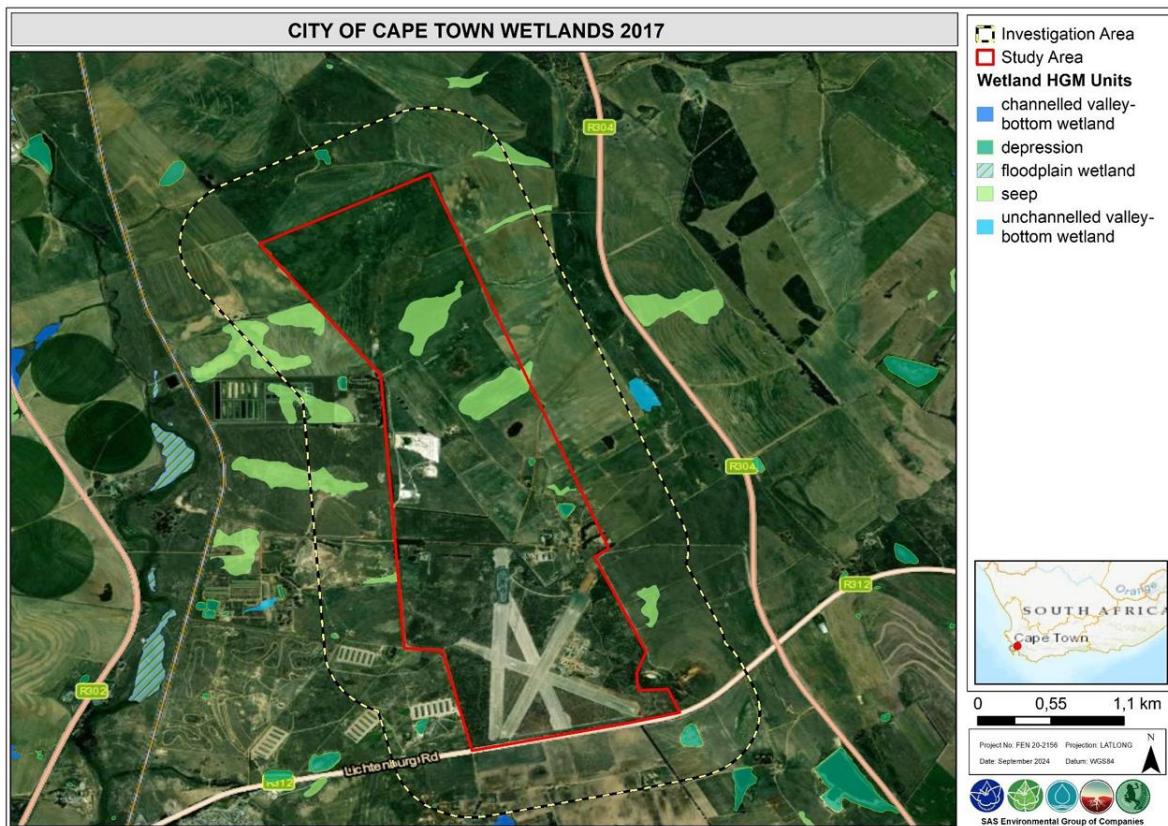 CITY OF CAPE TOWN WETLANDS 2017
R304
R304
R312
R302
Lichtenburg Rd
R312
Investigation Area
Study Area
Wetland HGM Units
channelled valley-
bottom wetland
depression
floodplain wetland
seep
unchannelled valley-
bottom wetland
Orange
SOUTH AFRICA
Cape Town
0 0,55 1,1 km
Project No: FEN 20-2156 Projection: LATLONG
Date: September 2024 Datum: WGS84
N
SAS Environmental Group of Companies